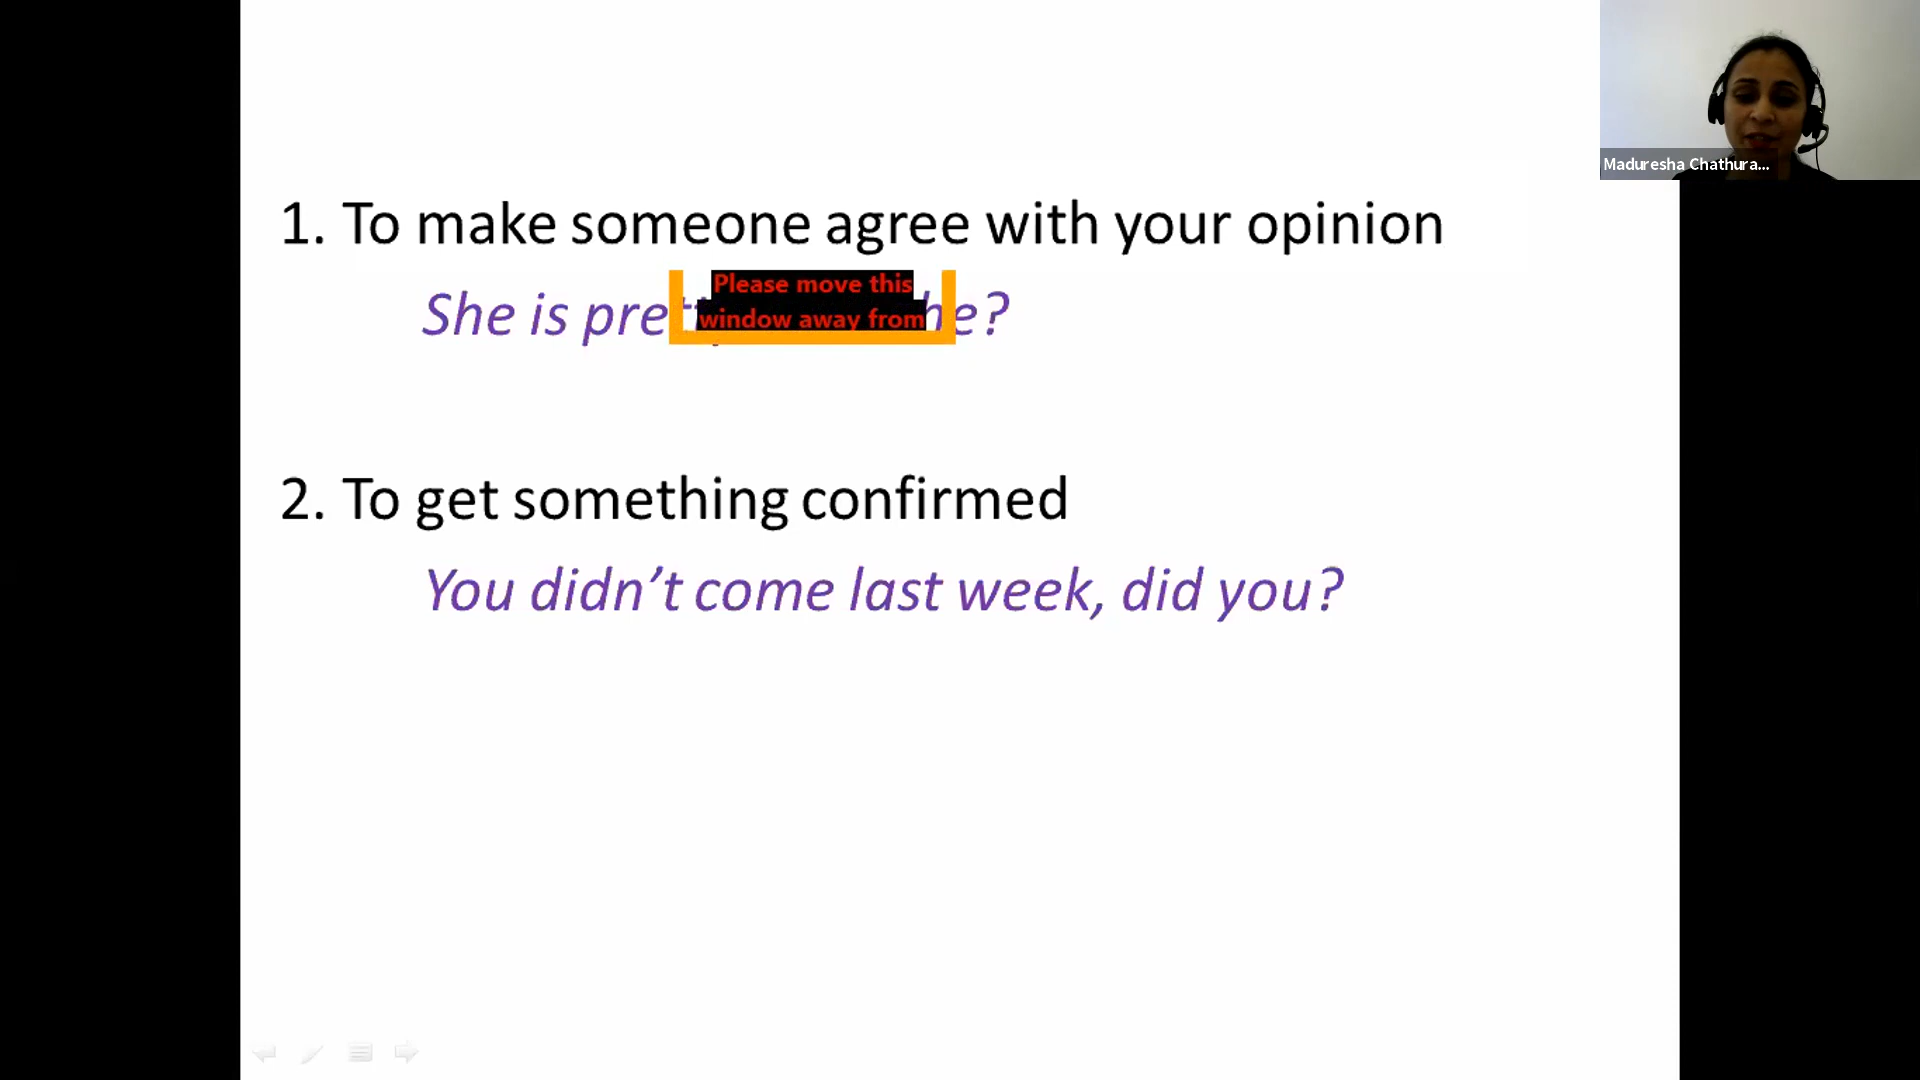 Maduresha Chathura...
1. To make someone agree with your opinion
She is he?
Please move this
window away from
2. To get something confirmed
You didn’t come last week, did you?